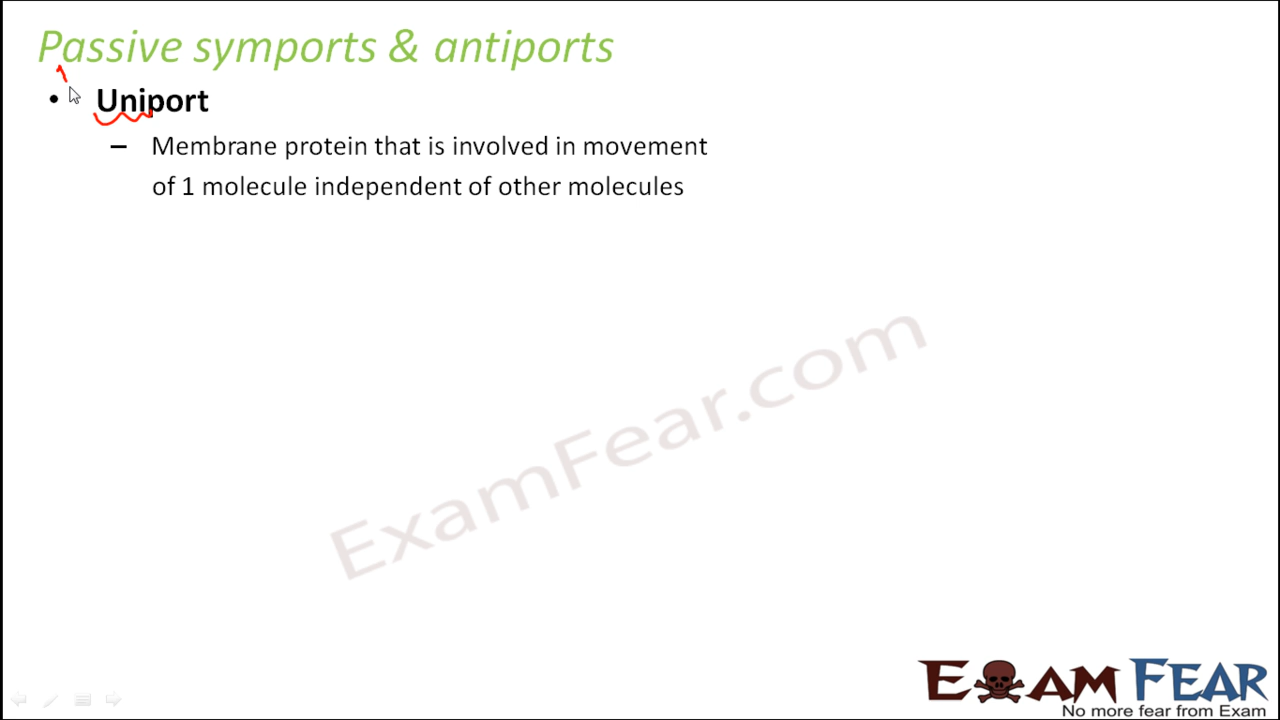 Passive symports & antiports
• Uniport
– Membrane protein that is involved in movement
of 1 molecule independent of other molecules
ExamFear.com
EXAM FEAR
No more fear from Exam